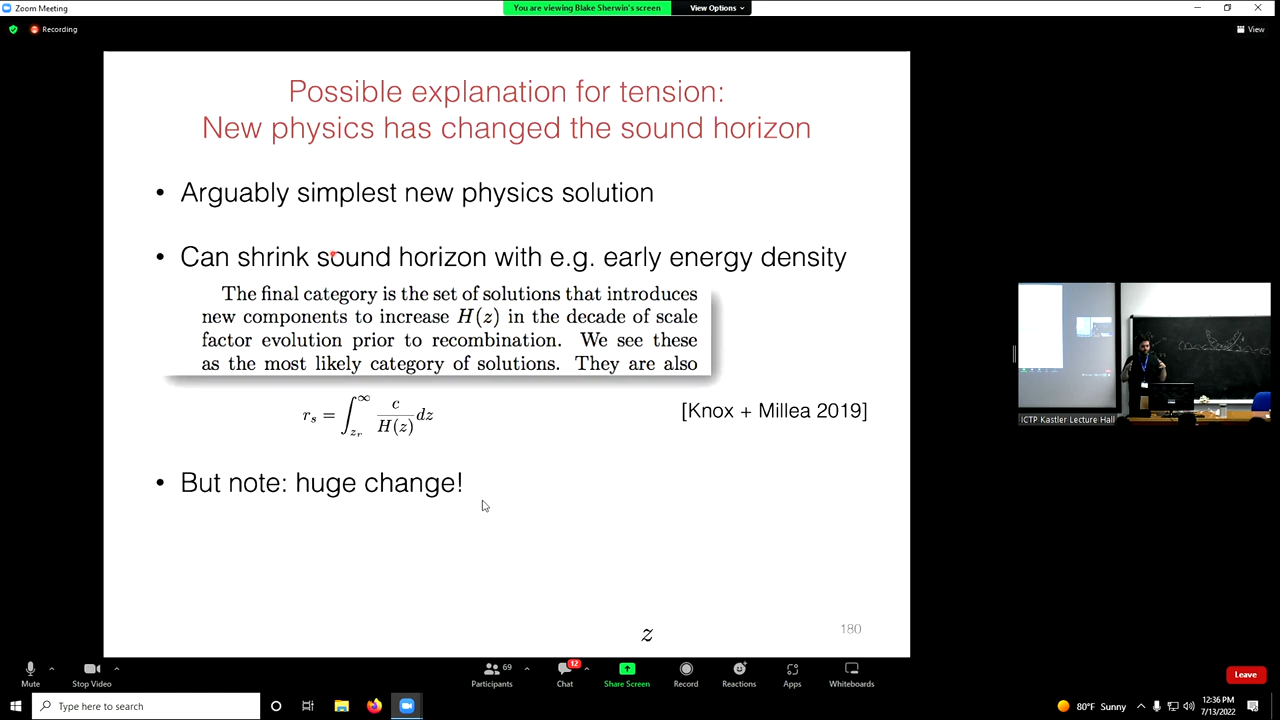 Zoom Meeting
You are viewing Blake Sherwin's screen
View Options
Recording
View
Possible explanation for tension:
New physics has changed the sound horizon
• Arguably simplest new physics solution
• Can shrink sound horizon with e.g. early energy density
The final category is the set of solutions that introduces
new components to increase H(z) in the decade of scale
factor evolution prior to recombination. We see these
as the most likely category of solutions. They are also
r_s = ∫_{z_r}^{∞} c/H(z) dz
[Knox + Millea 2019]
• But note: huge change!
z
180
ICTP Kastler Lecture Hall
Mute
Stop Video
69
Participants
12
Chat
Share Screen
Record
Reactions
Apps
Whiteboards
Leave
Type here to search
80°F Sunny
12:36 PM
7/13/2022